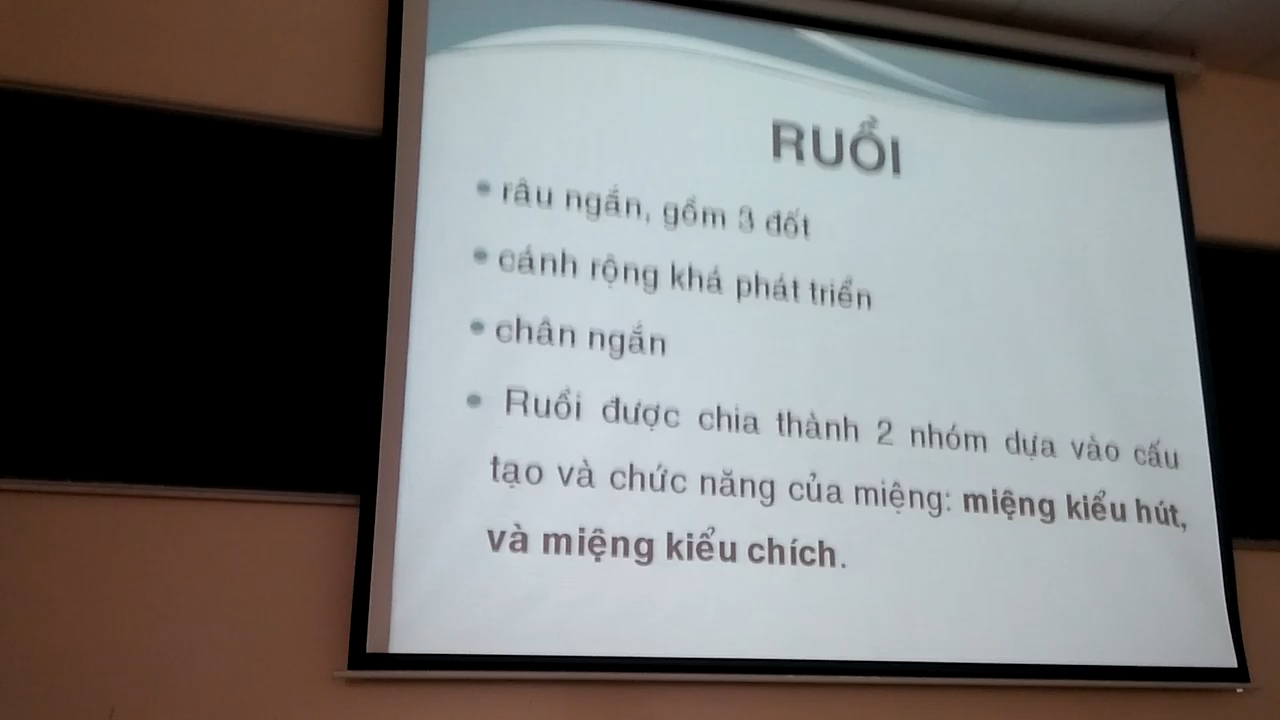 RUỒI
• râu ngắn, gồm 3 đốt
• cánh rộng khá phát triển
• chân ngắn
• Ruồi được chia thành 2 nhóm dựa vào cấu
tạo và chức năng của miệng: miệng kiểu hút,
và miệng kiểu chích.